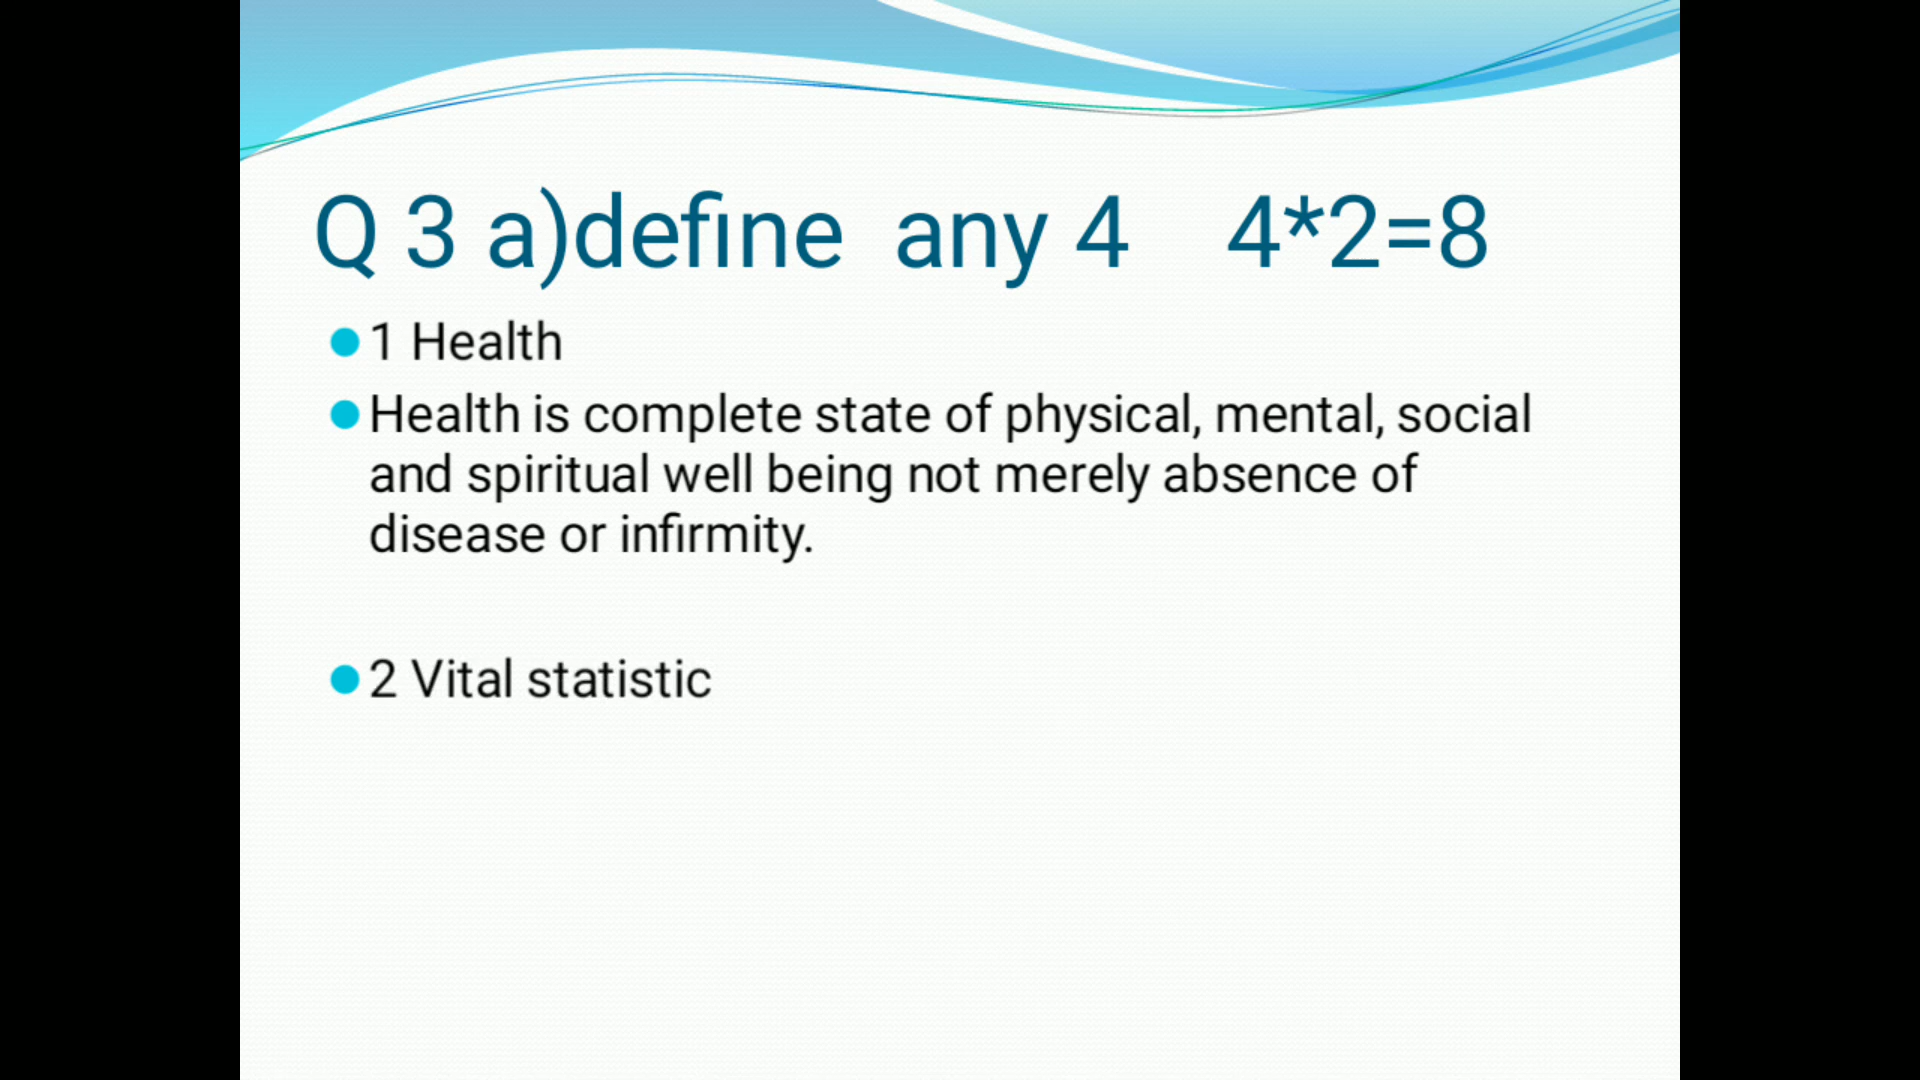 Q 3 a)define any 4 4*2=8
1 Health
Health is complete state of physical, mental, social
and spiritual well being not merely absence of
disease or infirmity.
2 Vital statistic